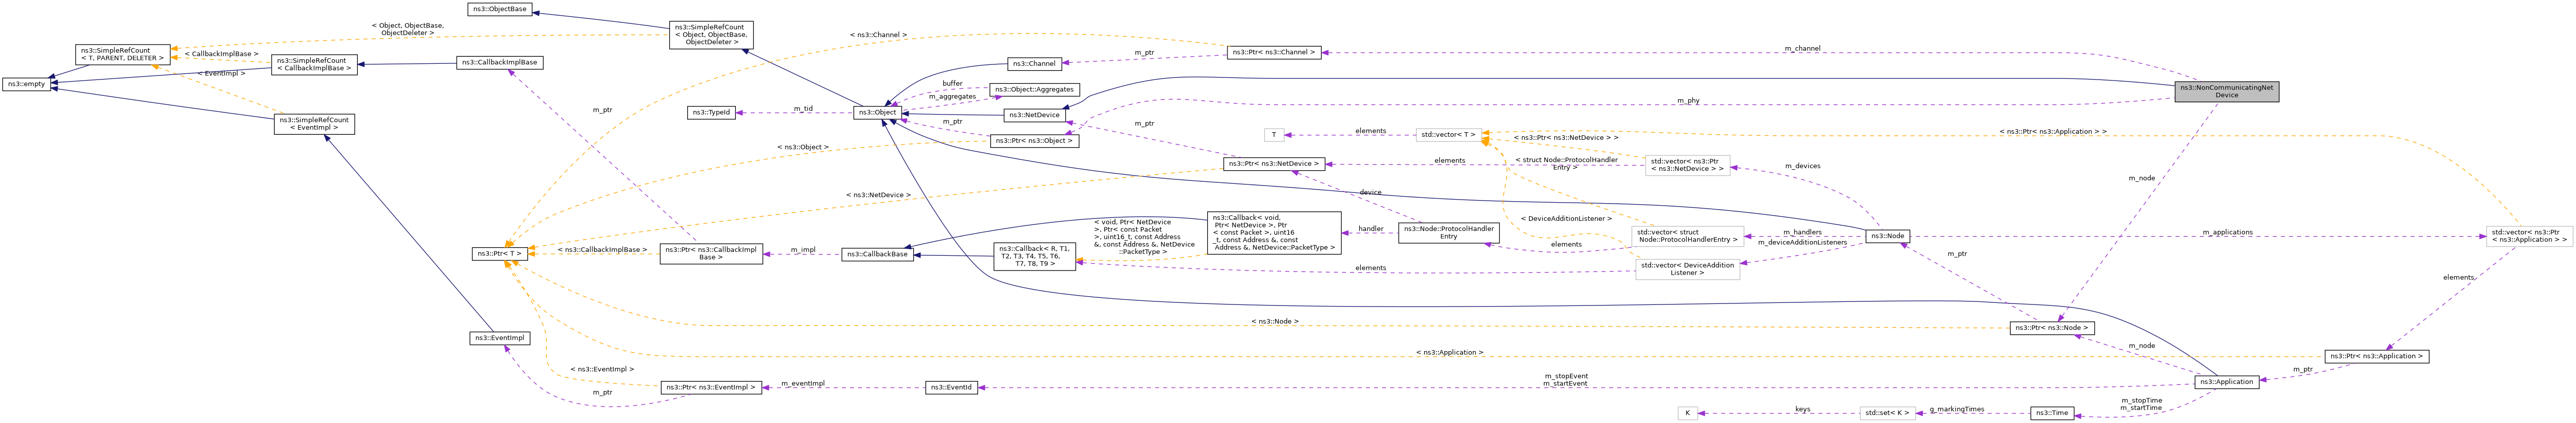 ns3::ObjectBase
< Object, ObjectBase,
ObjectDeleter >
ns3::SimpleRefCount
< Object, ObjectBase,
ObjectDeleter >
< ns3::Channel >
ns3::SimpleRefCount
< T, PARENT, DELETER >
< CallbackImplBase >
ns3::SimpleRefCount
< CallbackImplBase >
ns3::CallbackImplBase
ns3::Ptr< ns3::Channel >
m_channel
m_ptr
ns3::Channel
< EventImpl >
ns3::empty
buffer
ns3::Object::Aggregates
m_aggregates
ns3::NonCommunicatingNet
Device
m_phy
m_ptr
ns3::TypeId
m_tid
ns3::Object
ns3::NetDevice
m_ptr
m_ptr
ns3::SimpleRefCount
< EventImpl >
ns3::Ptr< ns3::Object >
< ns3::Object >
T
elements
std::vector< T >
< ns3::Ptr< ns3::NetDevice > >
< ns3::Ptr< ns3::Application > >
ns3::Ptr< ns3::NetDevice >
elements
< struct Node::ProtocolHandler
Entry >
std::vector< ns3::Ptr
< ns3::NetDevice > >
m_devices
m_node
< ns3::NetDevice >
device
< void, Ptr< NetDevice
>, Ptr< const Packet
>, uint16_t, const Address
&, const Address &, NetDevice
::PacketType >
ns3::Callback< void,
Ptr< NetDevice >, Ptr
< const Packet >, uint16
_t, const Address &, const
Address &, NetDevice::PacketType >
handler
ns3::Node::ProtocolHandler
Entry
< DeviceAdditionListener >
elements
std::vector< struct
Node::ProtocolHandlerEntry >
m_handlers
m_deviceAdditionListeners
ns3::Node
m_applications
std::vector< ns3::Ptr
< ns3::Application > >
ns3::Ptr< T >
< ns3::CallbackImplBase >
ns3::Ptr< ns3::CallbackImpl
Base >
m_impl
ns3::CallbackBase
ns3::Callback< R, T1,
T2, T3, T4, T5, T6,
T7, T8, T9 >
elements
std::vector< DeviceAddition
Listener >
m_ptr
elements
< ns3::Node >
ns3::Ptr< ns3::Node >
ns3::EventImpl
m_node
< ns3::Application >
ns3::Ptr< ns3::Application >
m_ptr
< ns3::EventImpl >
m_ptr
ns3::Ptr< ns3::EventImpl >
m_eventImpl
ns3::EventId
m_stopEvent
m_startEvent
ns3::Application
m_stopTime
m_startTime
K
keys
std::set< K >
g_markingTimes
ns3::Time